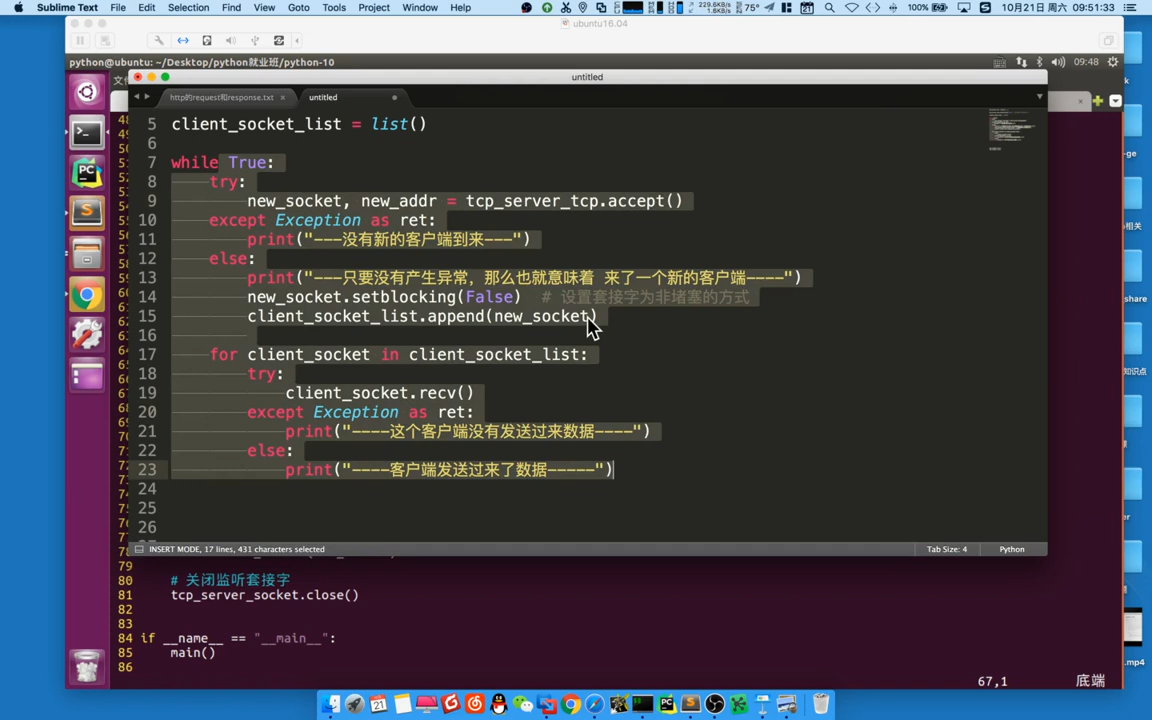 Sublime Text File Edit Selection Find View Goto Tools Project Window Help 229.6KB/s 1.6KB/s 75° 100% 10月21日 周六 09:51:33
ubuntu16.04
python@ubuntu: ~/Desktop/python就业班/python-10 09:48
untitled
http的request和response.txt × untitled
5 client_socket_list = list()
6
7 while True:
8 try:
9 new_socket, new_addr = tcp_server_tcp.accept()
10 except Exception as ret:
11 print("---没有新的客户端到来---")
12 else:
13 print("---只要没有产生异常，那么也就意味着 来了一个新的客户端----")
14 new_socket.setblocking(False) # 设置套接字为非堵塞的方式
15 client_socket_list.append(new_socket)
16
17 for client_socket in client_socket_list:
18 try:
19 client_socket.recv()
20 except Exception as ret:
21 print("----这个客户端没有发送过来数据----")
22 else:
23 print("----客户端发送过来了数据-----")
24
25
26
INSERT MODE, 17 lines, 431 characters selected Tab Size: 4 Python
79
80 # 关闭监听套接字
81 tcp_server_socket.close()
82
83
84 if __name__ == "__main__":
85 main()
86
67,1 底端